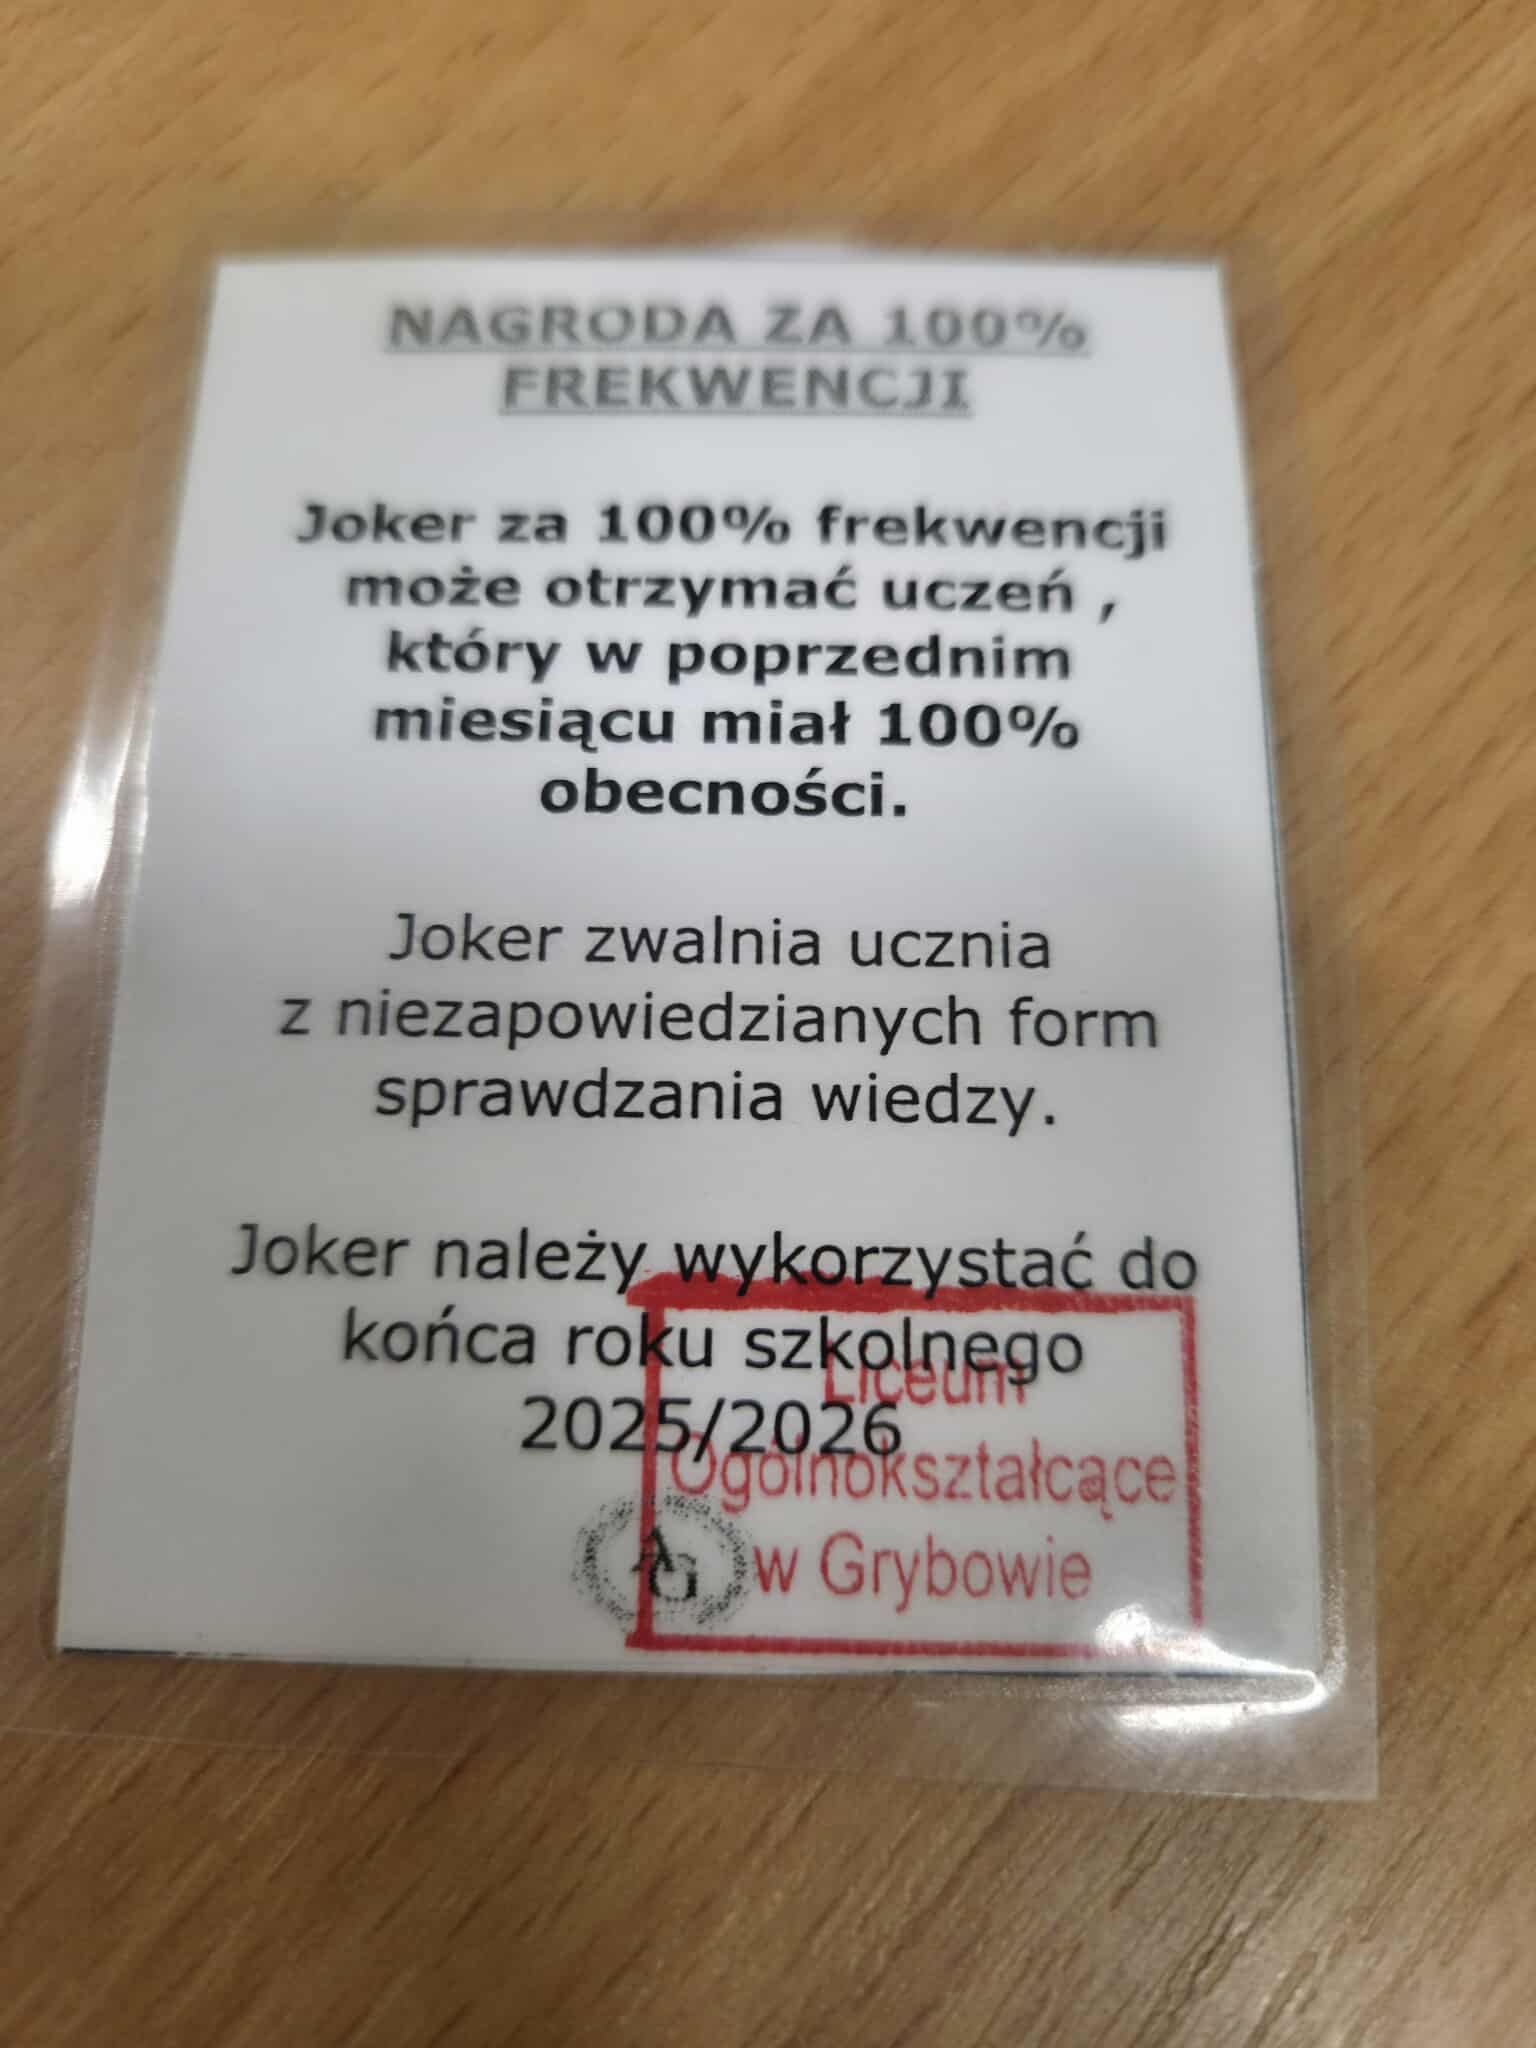 NAGRODA ZA 100%
FREKWENCJI
Joker za 100% frekwencji
może otrzymać uczeń ,
który w poprzednim
miesiącu miał 100%
obecności.
Joker zwalnia ucznia
z niezapowiedzianych form
sprawdzania wiedzy.
Joker należy wykorzystać do
końca roku szkolnego
2025/2026
Liceum
Ogólnokształcące
w Grybowie
AG